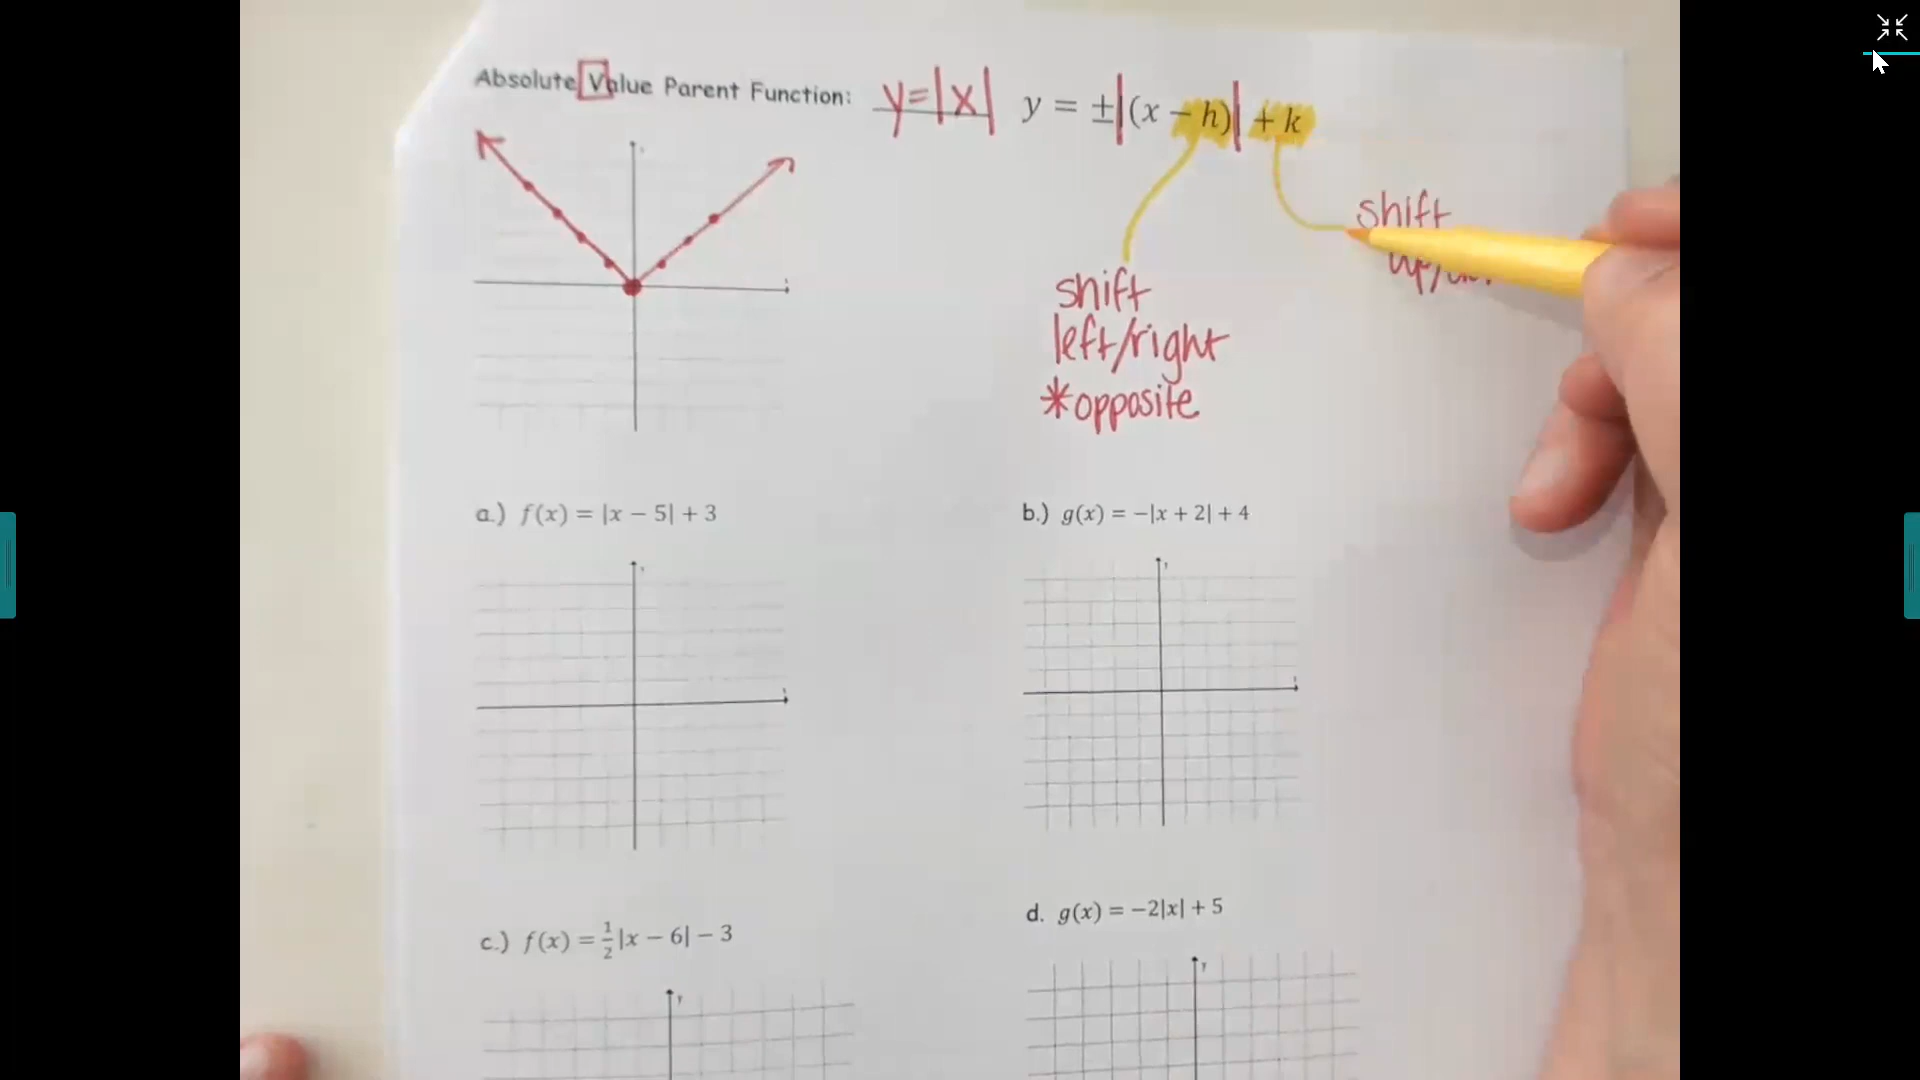 Absolute Value Parent Function: y=|x| y = ±|(x − h)| + k
shift
shift
left/right
*opposite
a.) f(x) = |x − 5| + 3
b.) g(x) = −|x + 2| + 4
c.) f(x) = ½|x − 6| − 3
d. g(x) = −2|x| + 5